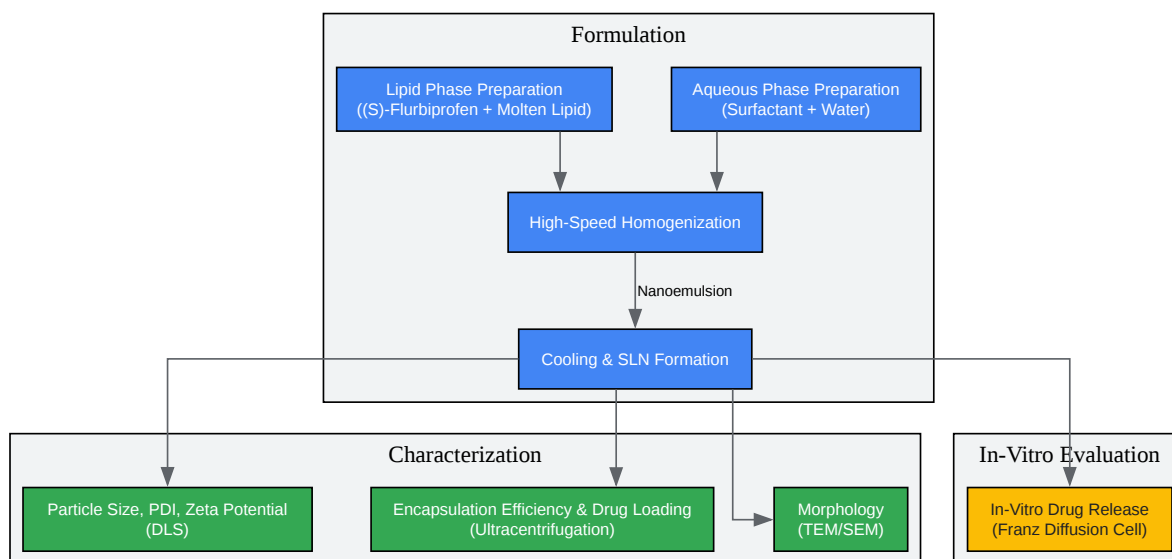 Formulation
Lipid Phase Preparation
((S)-Flurbiprofen + Molten Lipid)
Aqueous Phase Preparation
(Surfactant + Water)
High-Speed Homogenization
Nanoemulsion
Cooling & SLN Formation
Characterization
Particle Size, PDI, Zeta Potential
(DLS)
Encapsulation Efficiency & Drug Loading
(Ultracentrifugation)
Morphology
(TEM/SEM)
In-Vitro Evaluation
In-Vitro Drug Release
(Franz Diffusion Cell)